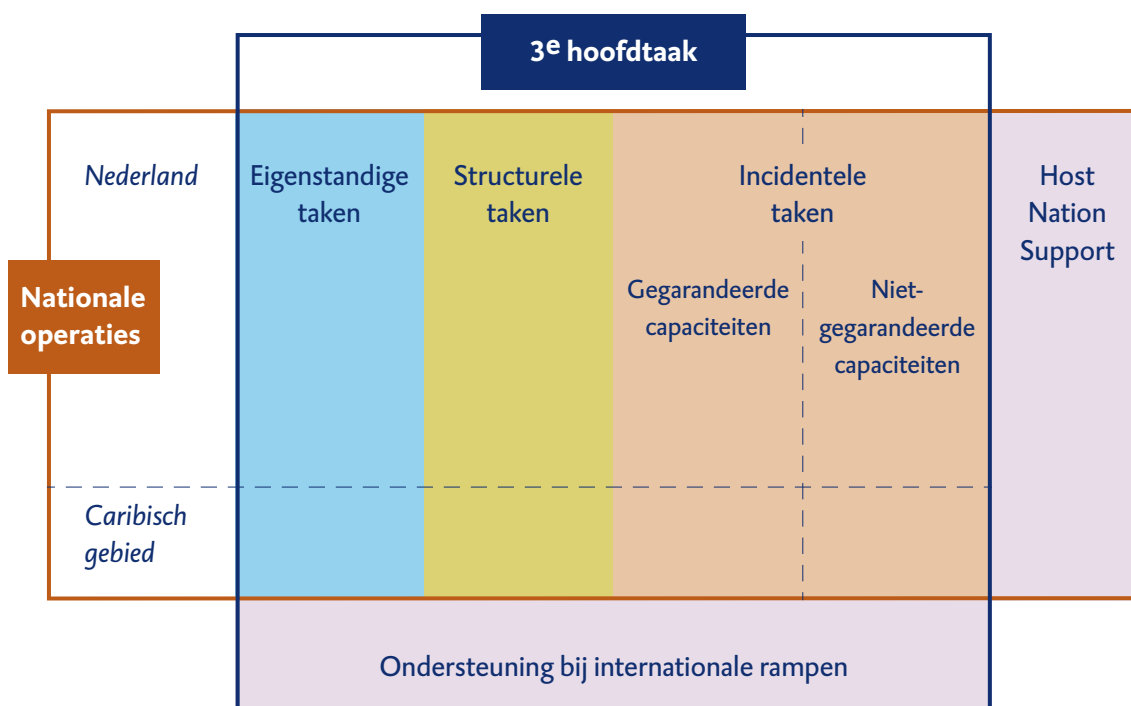 3e hoofdtaak
Nederland
Eigenstandige
taken
Structurele
taken
Incidentele
taken
Host
Nation
Support
Nationale
operaties
Gegarandeerde
capaciteiten
Niet-
gegarandeerde
capaciteiten
Caribisch
gebied
Ondersteuning bij internationale rampen